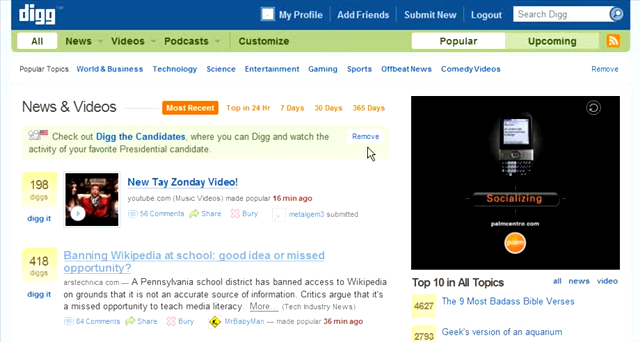 digg™
My Profile | Add Friends | Submit New | Logout
Search Digg
All News Videos Podcasts Customize
Popular Upcoming
Popular Topics: World & Business Technology Science Entertainment Gaming Sports Offbeat News Comedy Videos Remove
News & Videos
Most Recent Top in 24 Hr 7 Days 30 Days 365 Days
Check out Digg the Candidates, where you can Digg and watch the
activity of your favorite Presidential candidate.
Remove
198
diggs
digg it
New Tay Zonday Video!
youtube.com (Music Videos) made popular 16 min ago
56 Comments Share Bury metalgem3 submitted
418
diggs
digg it
Banning Wikipedia at school: good idea or missed
opportunity?
arstechnica.com — A Pennsylvania school district has banned access to Wikipedia
on grounds that it is not an accurate source of information. Critics argue that it's
a missed opportunity to teach media literacy. More... (Tech Industry News)
84 Comments Share Bury MrBabyMan — made popular 36 min ago
Socializing
palmcentro.com
palm
Top 10 in All Topics
all news video
4627
The 9 Most Badass Bible Verses
2793
Geek's version of an aquarium